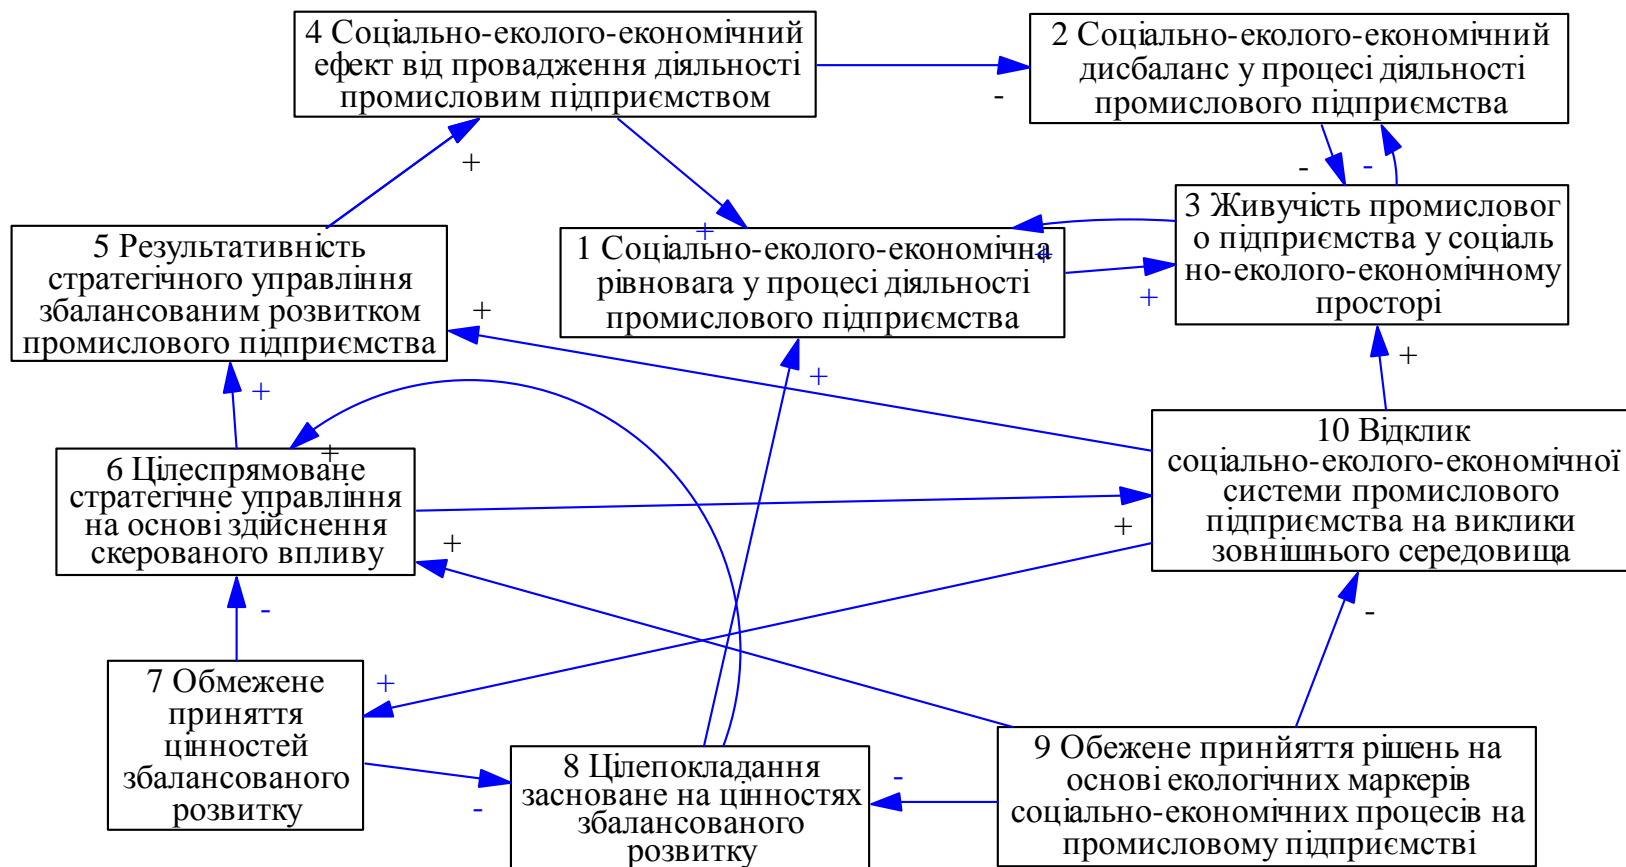 4 Соціально-еколого-економічний
ефект від провадження діяльності
промисловим підприємством
2 Соціально-еколого-економічний
дисбаланс у процесі діяльності
промислового підприємства
-
+
-
-
3 Живучість промисловог
о підприємства у соціаль
но-еколого-економічному
просторі
5 Результативність
стратегічного управління
збалансованим розвитком
промислового підприємства
+
1 Соціально-еколого-економічна
рівновага у процесі діяльності
промислового підприємства
+
+
+
+
+
+
+
6 Цілеспрямоване
стратегічне управління
на основі здійснення
скерованого впливу
+
+
10 Відклик
соціально-еколого-економічної
системи промислового
підприємства на виклики
зовнішнього середовища
+
-
-
7 Обмежене
приняття
цінностей
збалансованого
розвитку
+
-
8 Цілепокладання
засноване на цінностях
збалансованого
розвитку
-
9 Обежене принйяття рішень на
основі екологічних маркерів
соціально-економічних процесів на
промисловому підприємстві